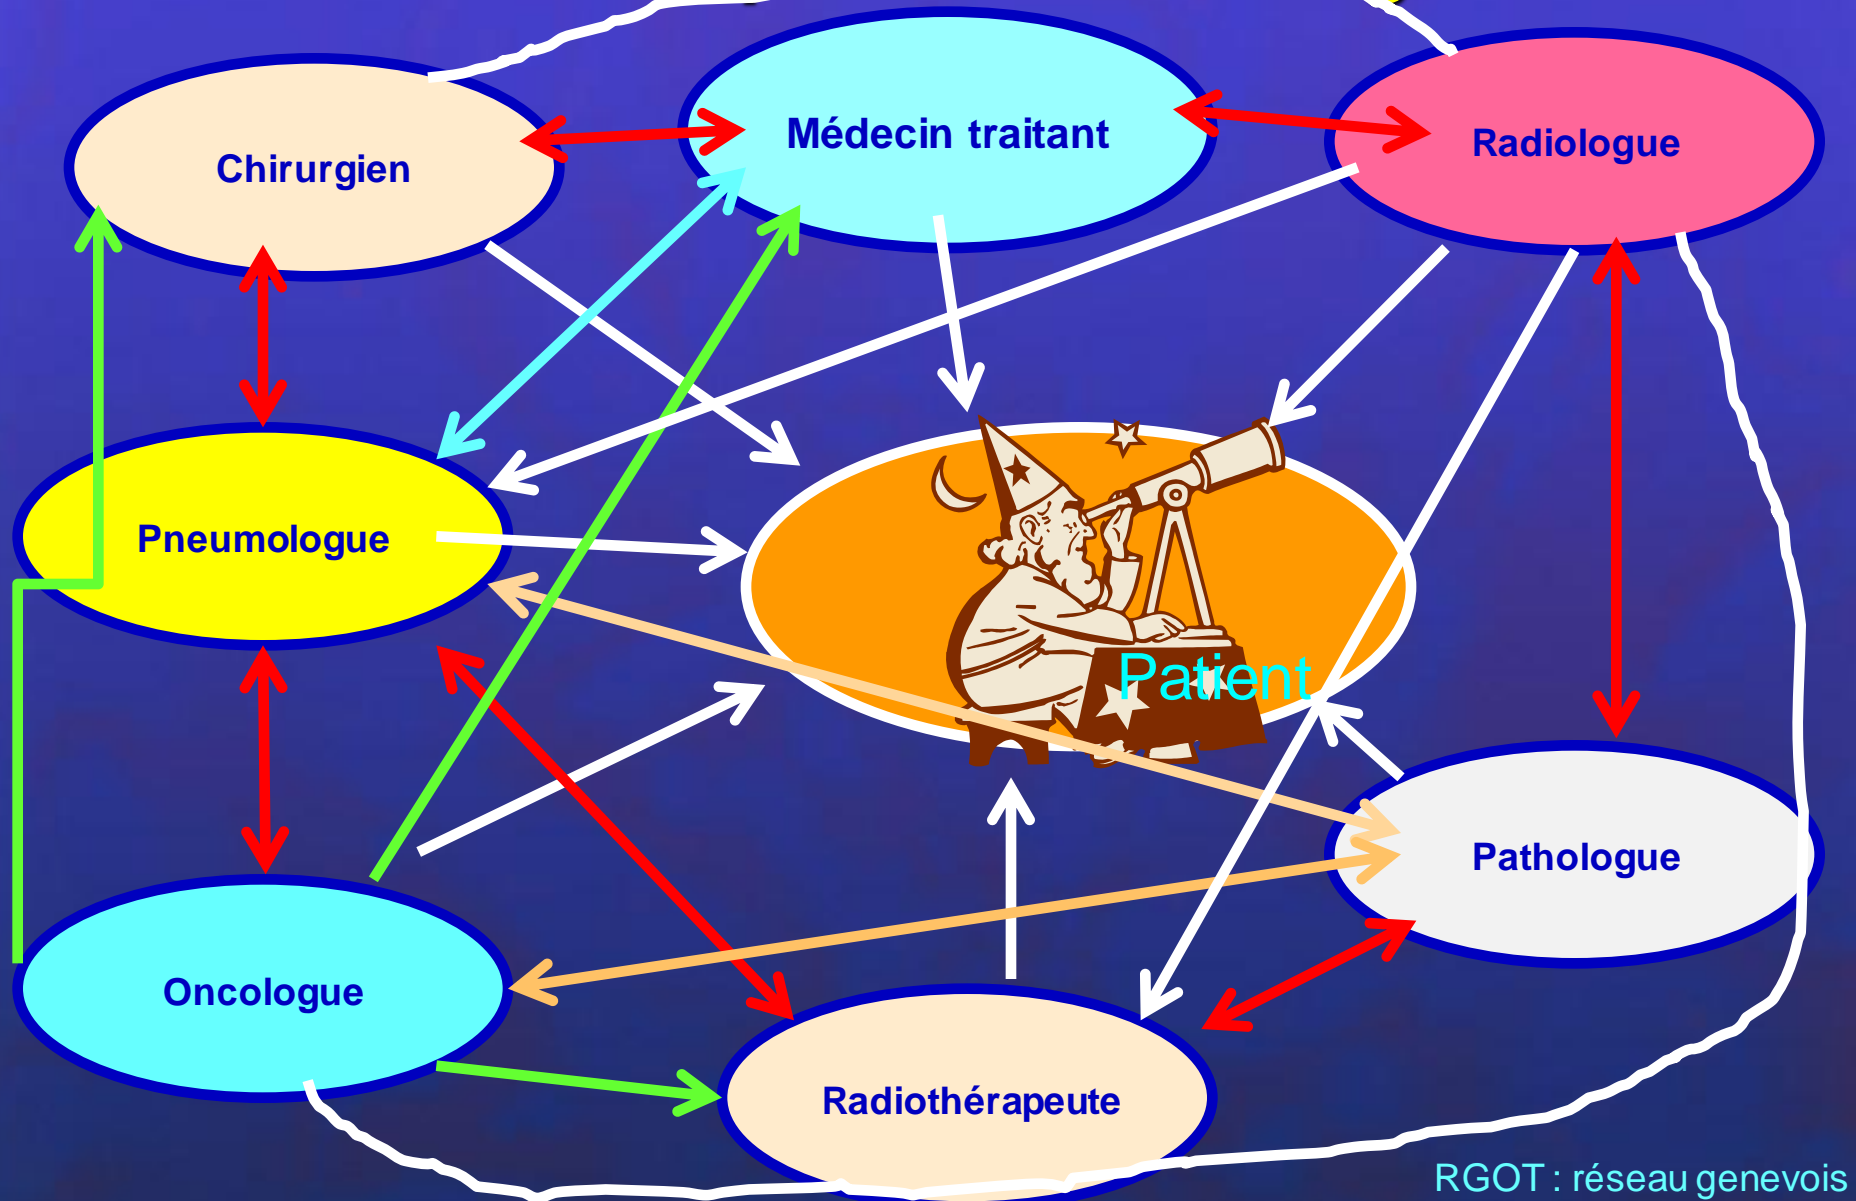 Médecin traitant
Radiologue
Chirurgien
Pneumologue
Patient
Pathologue
Oncologue
Radiothérapeute
RGOT : réseau genevois